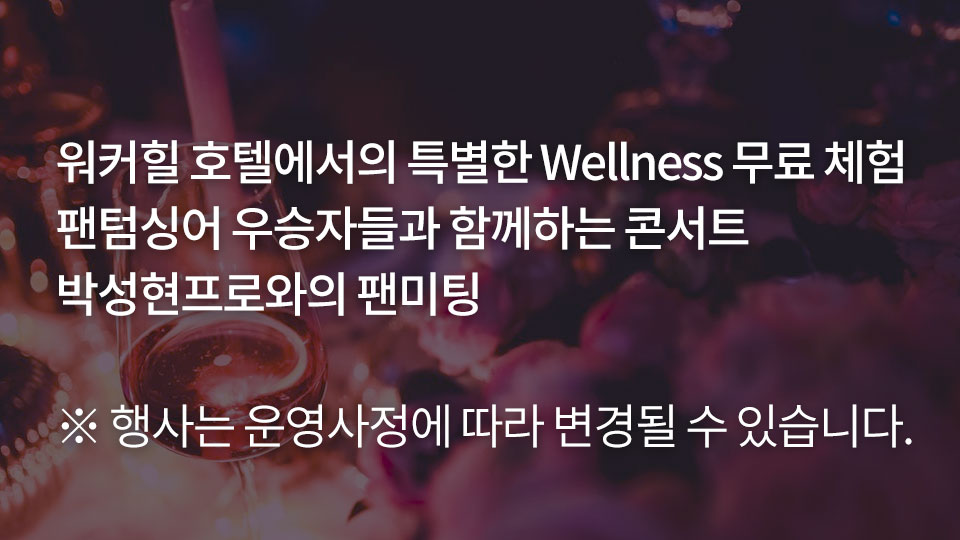 워커힐 호텔에서의 특별한 Wellness 무료 체험
팬텀싱어 우승자들과 함께하는 콘서트
박성현프로와의 팬미팅
※ 행사는 운영사정에 따라 변경될 수 있습니다.